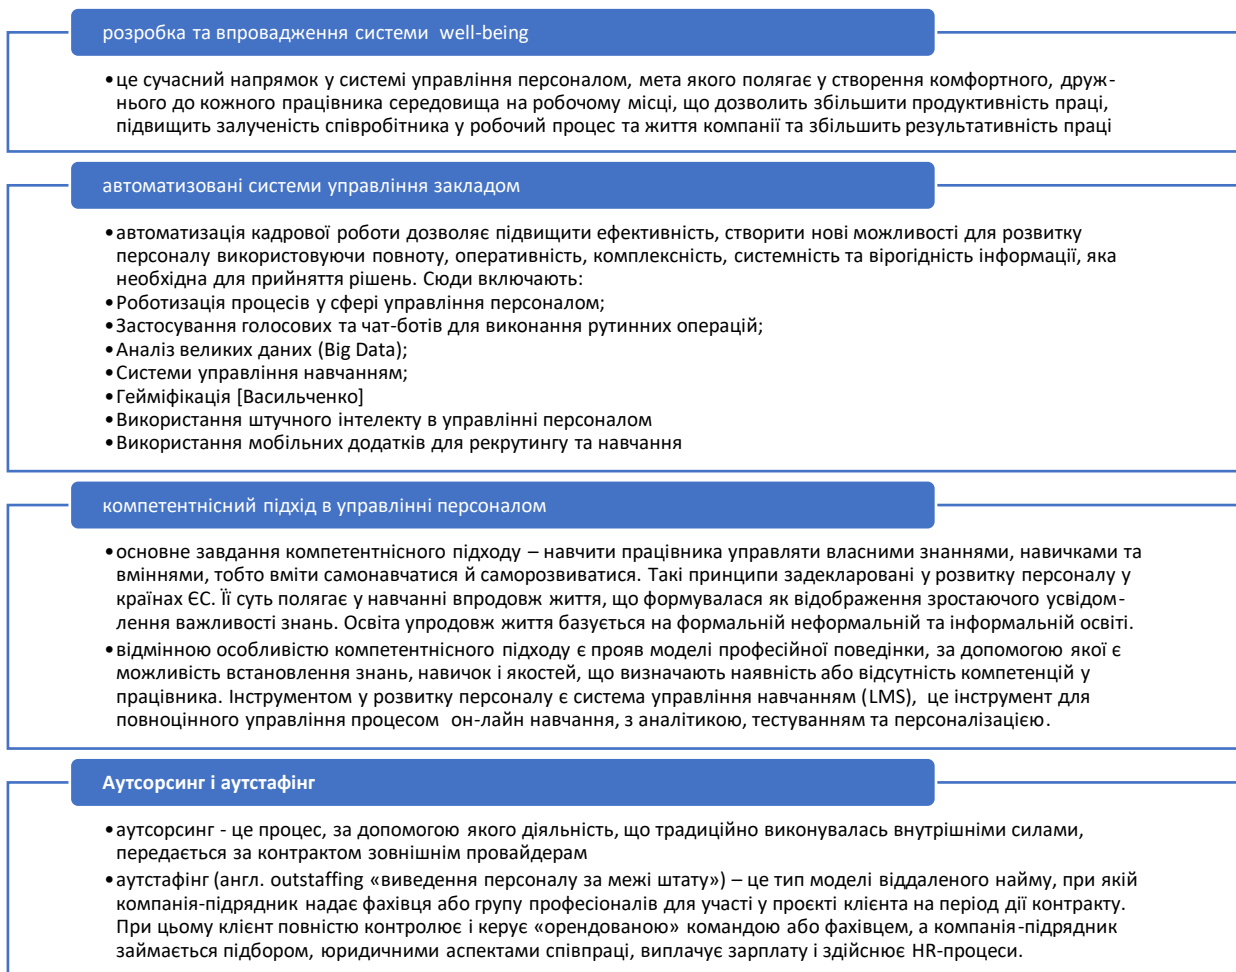 розробка та впровадження системи well-being
•це сучасний напрямок у системі управління персоналом, мета якого полягає у створення комфортного, друж-
нього до кожного працівника середовища на робочому місці, що дозволить збільшити продуктивність праці,
підвищить залученість співробітника у робочий процес та життя компанії та збільшить результативність праці
автоматизовані системи управління закладом
•автоматизація кадрової роботи дозволяє підвищити ефективність, створити нові можливості для розвитку
персоналу використовуючи повноту, оперативність, комплексність, системність та вірогідність інформації, яка
необхідна для прийняття рішень. Сюди включають:
•Роботизація процесів у сфері управління персоналом;
•Застосування голосових та чат-ботів для виконання рутинних операцій;
•Аналіз великих даних (Big Data);
•Системи управління навчанням;
•Гейміфікація [Васильченко]
•Використання штучного інтелекту в управлінні персоналом
•Використання мобільних додатків для рекрутингу та навчання
компетентнісний підхід в управлінні персоналом
•основне завдання компетентнісного підходу – навчити працівника управляти власними знаннями, навичками та
вміннями, тобто вміти самонавчатися й саморозвиватися. Такі принципи задекларовані у розвитку персоналу у
країнах ЄС. Її суть полягає у навчанні впродовж життя, що формувалася як відображення зростаючого усвідом-
лення важливості знань. Освіта упродовж життя базується на формальній неформальній та інформальній освіті.
•відмінною особливістю компетентнісного підходу є прояв моделі професійної поведінки, за допомогою якої є
можливість встановлення знань, навичок і якостей, що визначають наявність або відсутність компетенцій у
працівника. Інструментом у розвитку персоналу є система управління навчанням (LMS), це інструмент для
повноцінного управління процесом он-лайн навчання, з аналітикою, тестуванням та персоналізацією.
Аутсорсинг і аутстафінг
•аутсорсинг - це процес, за допомогою якого діяльність, що традиційно виконувалась внутрішніми силами,
передається за контрактом зовнішнім провайдерам
•аутстафінг (англ. outstaffing «виведення персоналу за межі штату») – це тип моделі віддаленого найму, при якій
компанія-підрядник надає фахівця або групу професіоналів для участі у проєкті клієнта на період дії контракту.
При цьому клієнт повністю контролює і керує «орендованою» командою або фахівцем, а компанія-підрядник
займається підбором, юридичними аспектами співпраці, виплачує зарплату і здійснює HR-процеси.